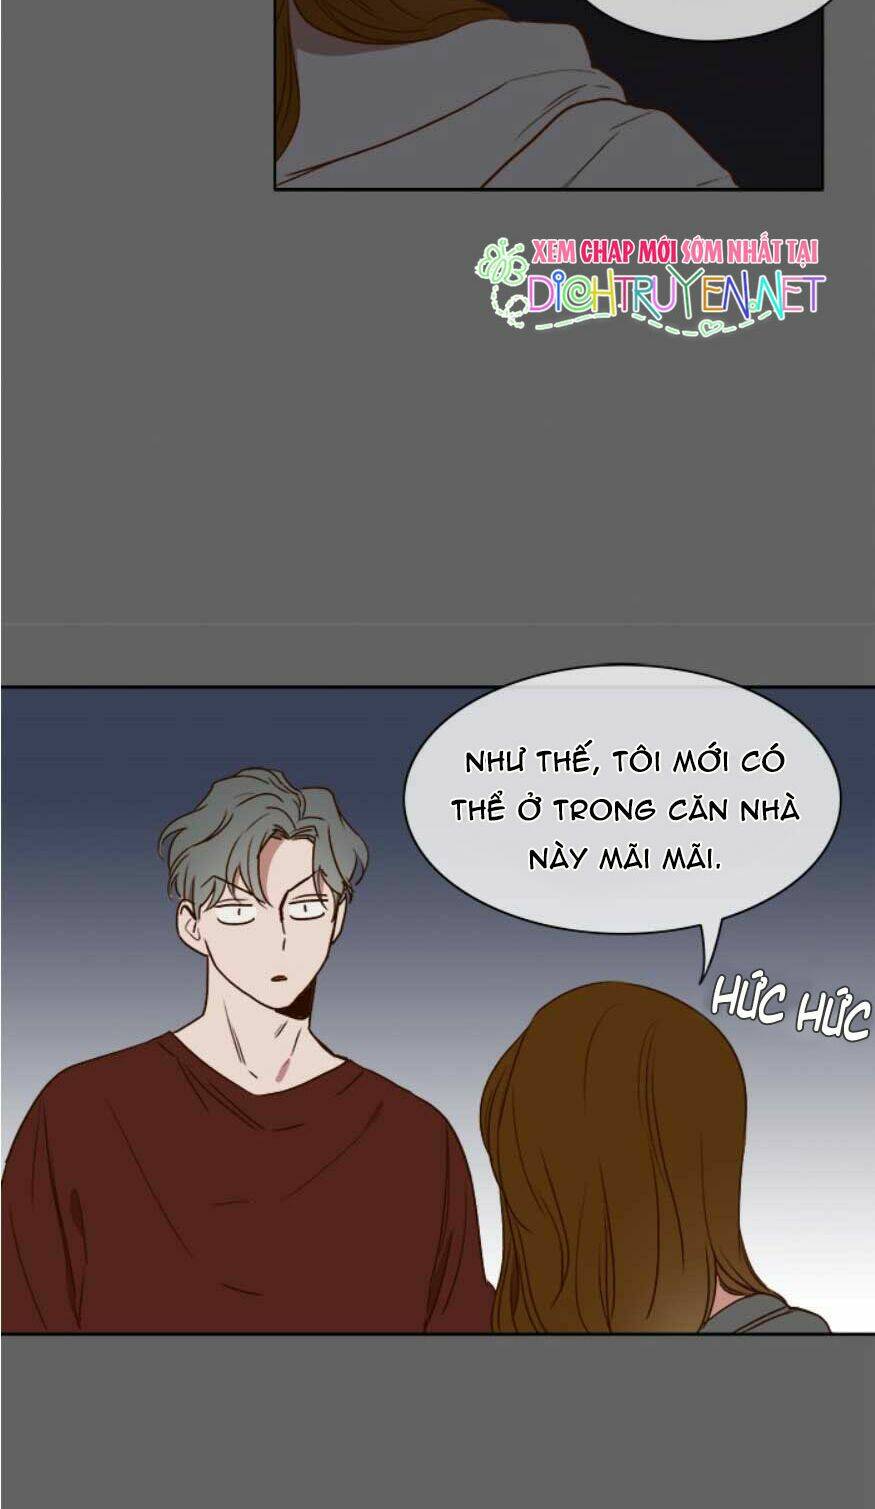 XEM CHAP MỚI SỚM NHẤT TẠI
DICHTRUYEN.NET
NHƯ THẾ, TÔI MỚI CÓ
THỂ Ở TRONG CĂN NHÀ
NÀY MÃI MÃI.
HỨC HỨC